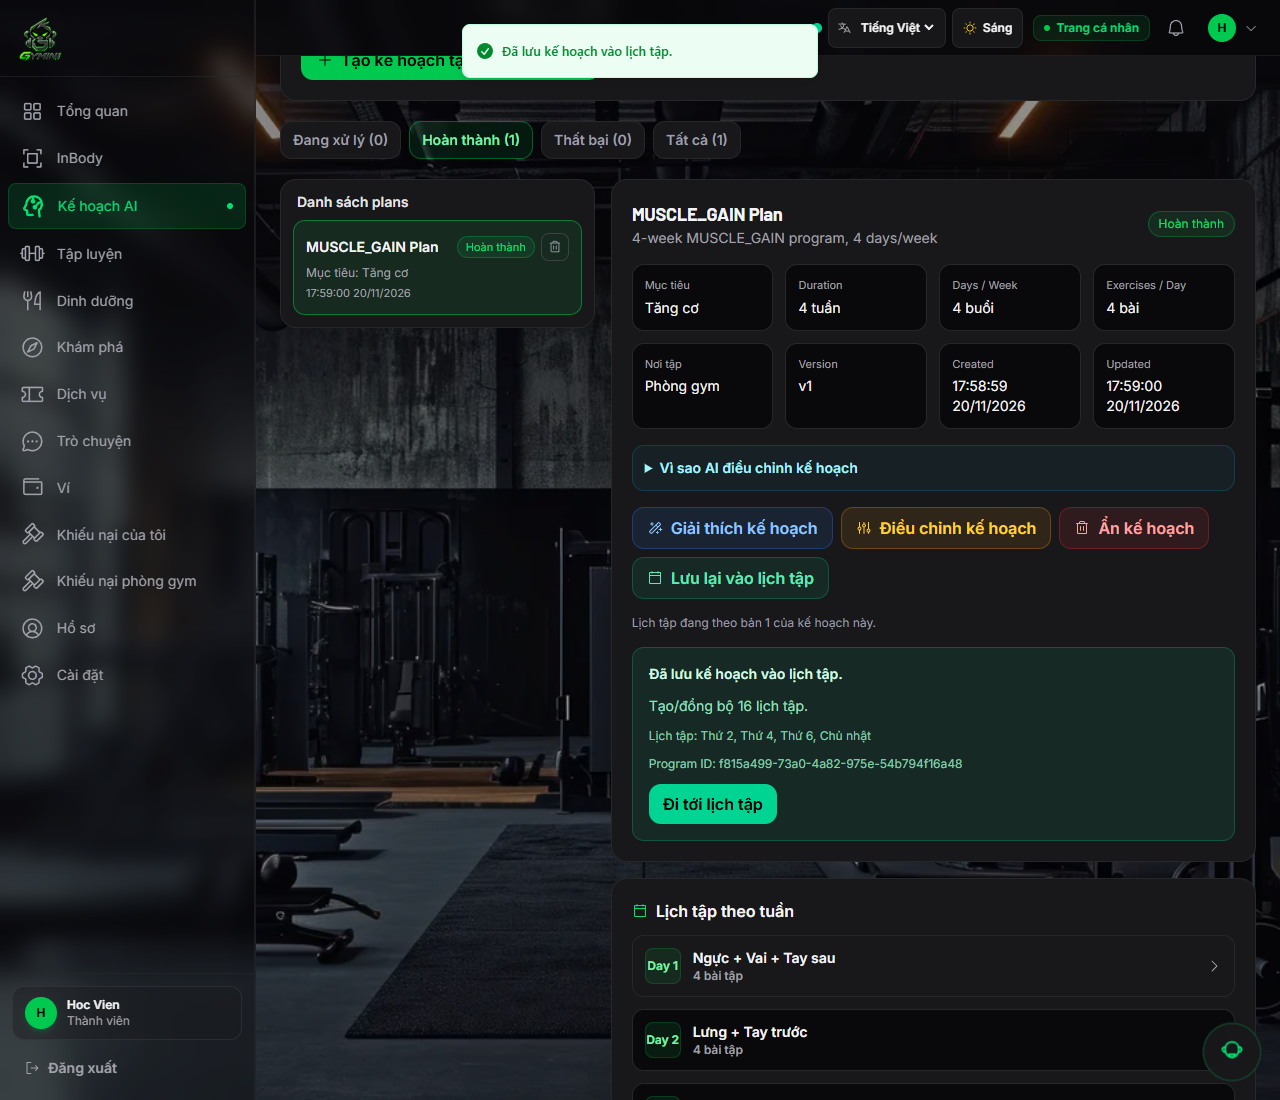 GYMINI
Tổng quan
InBody
Kế hoạch AI
Tập luyện
Dinh dưỡng
Khám phá
Dịch vụ
Trò chuyện
Ví
Khiếu nại của tôi
Khiếu nại phòng gym
Hồ sơ
Cài đặt
H
Hoc Vien
Thành viên
Đăng xuất
Đã lưu kế hoạch vào lịch tập.
Tiếng Việt
Sáng
Trang cá nhân
H
+ Tạo kế hoạch tậ
Đang xử lý (0)
Hoàn thành (1)
Thất bại (0)
Tất cả (1)
Danh sách plans
MUSCLE_GAIN Plan
Hoàn thành
Mục tiêu: Tăng cơ
17:59:00 20/11/2026
MUSCLE_GAIN Plan
4-week MUSCLE_GAIN program, 4 days/week
Hoàn thành
Mục tiêu
Tăng cơ
Duration
4 tuần
Days / Week
4 buổi
Exercises / Day
4 bài
Nơi tập
Phòng gym
Version
v1
Created
17:58:59
20/11/2026
Updated
17:59:00
20/11/2026
Vì sao AI điều chỉnh kế hoạch
Giải thích kế hoạch
Điều chỉnh kế hoạch
Ẩn kế hoạch
Lưu lại vào lịch tập
Lịch tập đang theo bản 1 của kế hoạch này.
Đã lưu kế hoạch vào lịch tập.
Tạo/đồng bộ 16 lịch tập.
Lịch tập: Thứ 2, Thứ 4, Thứ 6, Chủ nhật
Program ID: f815a499-73a0-4a82-975e-54b794f16a48
Đi tới lịch tập
Lịch tập theo tuần
Day 1
Ngực + Vai + Tay sau
4 bài tập
Day 2
Lưng + Tay trước
4 bài tập